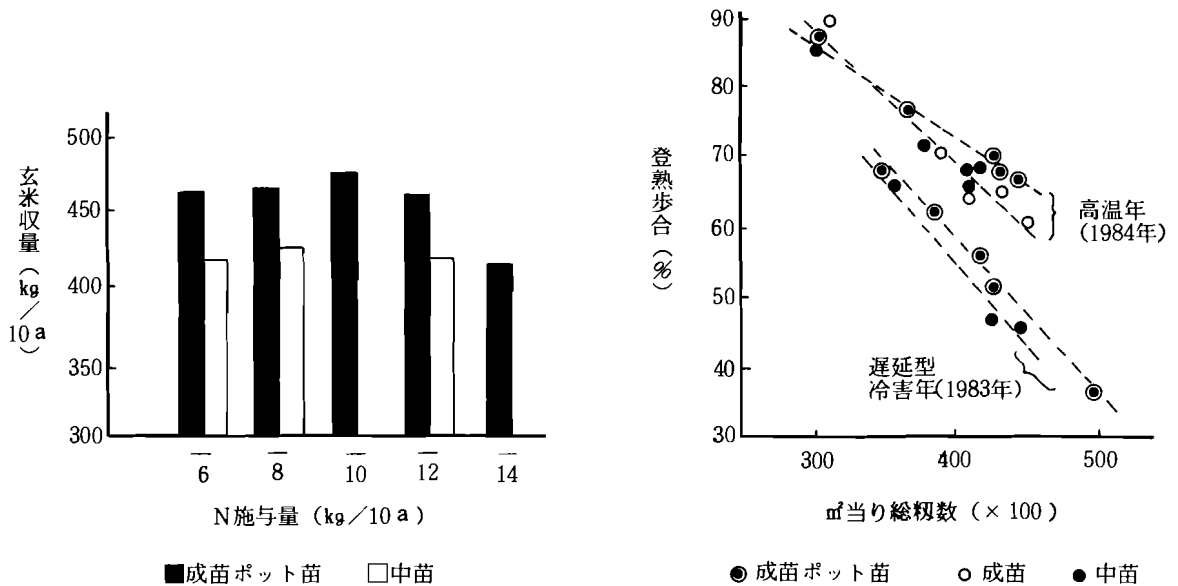 500
450
400
350
300
玄米収量(kg/10a)
6 8 10 12 14
N施与量(kg/10a)
■成苗ポット苗 □中苗
90
80
70
60
50
40
30
登熟歩合(%)
高温年
(1984年)
遅延型
冷害年(1983年)
300 400 500
㎡当り総籾数(×100)
◉成苗ポット苗 ○成苗 ●中苗